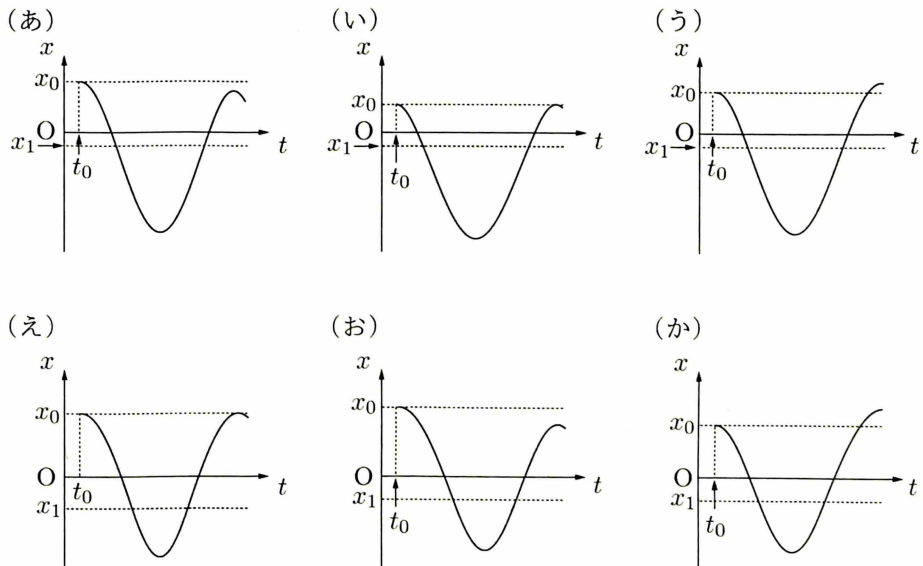 (あ)
x
x0
O
x1
t0
t
(い)
x
x0
O
x1
t0
t
(う)
x
x0
O
x1
t0
t
(え)
x
x0
O
t0
x1
t
(お)
x
x0
O
x1
t0
t
(か)
x
x0
O
x1
t0
t